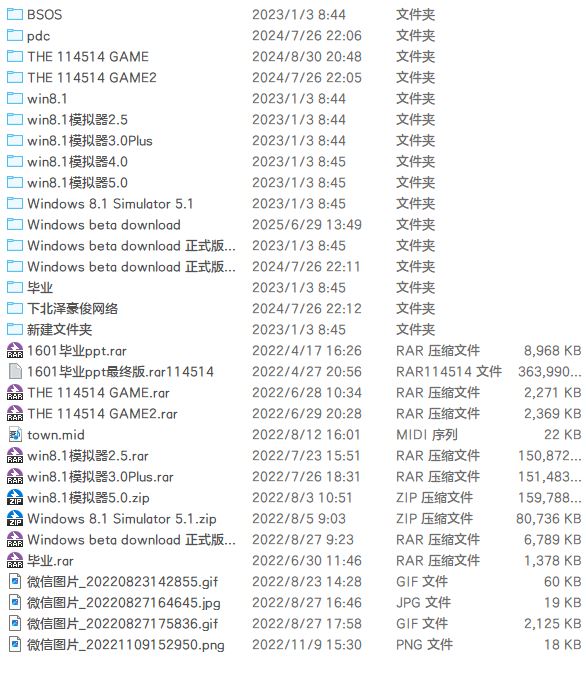 BSOS 2023/1/3 8:44 文件夹
pdc 2024/7/26 22:06 文件夹
THE 114514 GAME 2024/8/30 20:48 文件夹
THE 114514 GAME2 2024/7/26 22:05 文件夹
win8.1 2023/1/3 8:44 文件夹
win8.1模拟器2.5 2023/1/3 8:44 文件夹
win8.1模拟器3.0Plus 2023/1/3 8:44 文件夹
win8.1模拟器4.0 2023/1/3 8:45 文件夹
win8.1模拟器5.0 2023/1/3 8:45 文件夹
Windows 8.1 Simulator 5.1 2023/1/3 8:45 文件夹
Windows beta download 2025/6/29 13:49 文件夹
Windows beta download 正式版... 2023/1/3 8:45 文件夹
Windows beta download 正式版... 2024/7/26 22:11 文件夹
毕业 2023/1/3 8:45 文件夹
下北泽豪俊网络 2024/7/26 22:12 文件夹
新建文件夹 2023/1/3 8:45 文件夹
RAR 1601毕业ppt.rar 2022/4/17 16:26 RAR 压缩文件 8,968 KB
1601毕业ppt最终版.rar114514 2022/4/27 20:56 RAR114514 文件 363,990...
RAR THE 114514 GAME.rar 2022/6/28 10:34 RAR 压缩文件 2,271 KB
RAR THE 114514 GAME2.rar 2022/6/29 20:28 RAR 压缩文件 2,369 KB
town.mid 2022/8/12 16:01 MIDI 序列 22 KB
RAR win8.1模拟器2.5.rar 2022/7/23 15:51 RAR 压缩文件 150,872...
RAR win8.1模拟器3.0Plus.rar 2022/7/26 18:31 RAR 压缩文件 151,483...
ZIP win8.1模拟器5.0.zip 2022/8/3 10:51 ZIP 压缩文件 159,788...
ZIP Windows 8.1 Simulator 5.1.zip 2022/8/5 9:03 ZIP 压缩文件 80,736 KB
RAR Windows beta download 正式版... 2022/8/27 9:23 RAR 压缩文件 6,789 KB
RAR 毕业.rar 2022/6/30 11:46 RAR 压缩文件 1,378 KB
微信图片_20220823142855.gif 2022/8/23 14:28 GIF 文件 60 KB
微信图片_20220827164645.jpg 2022/8/27 16:46 JPG 文件 19 KB
微信图片_20220827175836.gif 2022/8/27 17:58 GIF 文件 2,125 KB
微信图片_20221109152950.png 2022/11/9 15:30 PNG 文件 18 KB